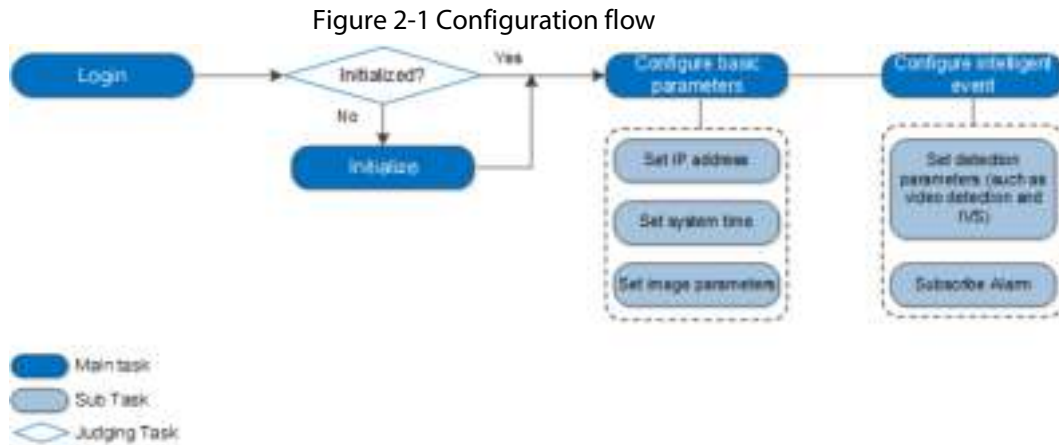 Figure 2-1 Configuration flow
Login
Initialized?
Yes
No
Initialize
Configure basic
parameters
Set IP address
Set system time
Set image parameters
Configure intelligent
event
Set detection
parameters (such as
video detection and
IVS)
Subscribe Alarm
Main task
Sub Task
Judging Task